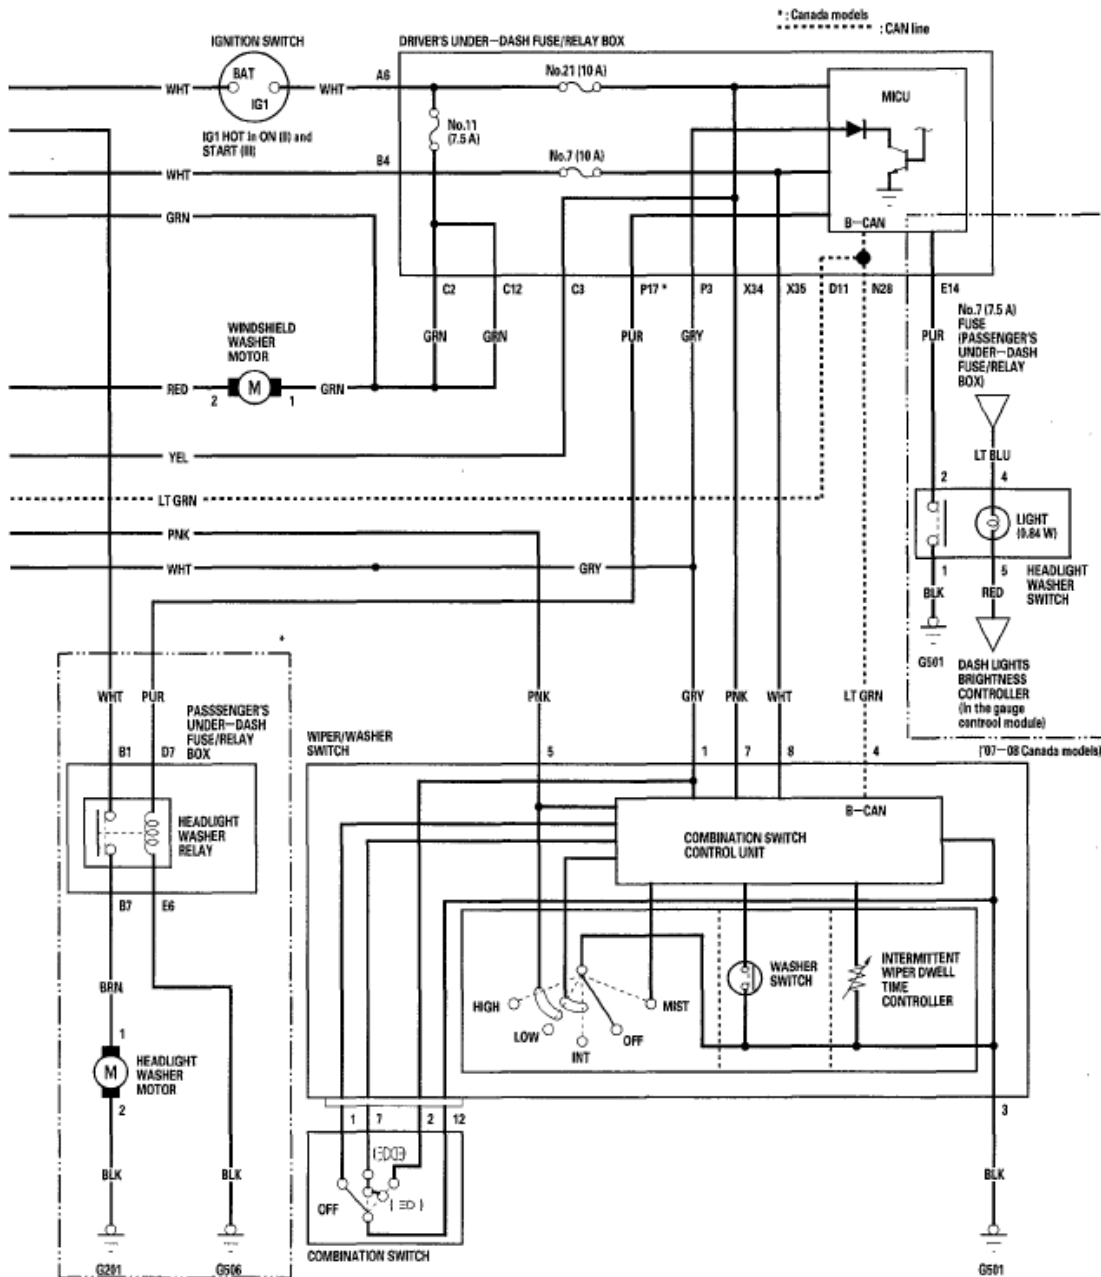 * : Canada models
: CAN line
IGNITION SWITCH
DRIVER'S UNDER-DASH FUSE/RELAY BOX
BAT
IG1
WHT
WHT
A6
No.21 (10 A)
MICU
IG1 HOT in ON (II) and
START (III)
No.11
(7.5 A)
WHT
B4
No.7 (10 A)
GRN
B-CAN
C2
C12
C3
P17 *
P3
X34
X35
D11
N28
E14
WINDSHIELD
WASHER
MOTOR
GRN
GRN
PUR
GRY
PUR
No.7 (7.5 A)
FUSE
(PASSENGER'S
UNDER-DASH
FUSE/RELAY
BOX)
RED
2
M
1
GRN
YEL
LT BLU
LT GRN
2
4
PNK
LIGHT
(0.84 W)
WHT
GRY
1
5
HEADLIGHT
WASHER
SWITCH
BLK
RED
G501
DASH LIGHTS
BRIGHTNESS
CONTROLLER
(In the gauge
controol module)
*
WHT
PUR
PNK
GRY
PNK
WHT
LT GRN
PASSSENGER'S
UNDER-DASH
FUSE/RELAY
BOX
WIPER/WASHER
SWITCH
('07-08 Canada models)
B1
D7
5
1
7
8
4
HEADLIGHT
WASHER
RELAY
B-CAN
COMBINATION SWITCH
CONTROL UNIT
B7
E6
WASHER
SWITCH
INTERMITTENT
WIPER DWELL
TIME
CONTROLLER
BRN
HIGH
LOW
INT
OFF
MIST
1
M
HEADLIGHT
WASHER
MOTOR
2
1
7
2
12
3
BLK
BLK
OFF
BLK
COMBINATION SWITCH
G201
G506
G501